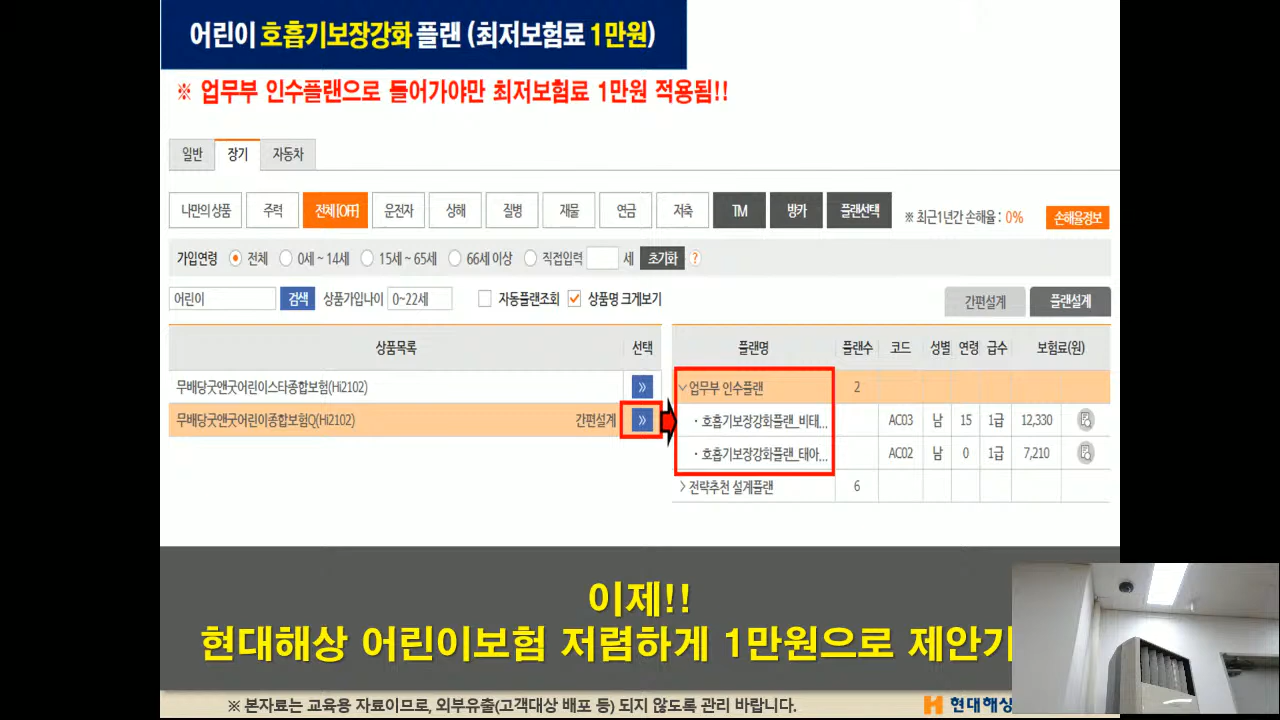 어린이 호흡기보장강화 플랜 (최저보험료 1만원)
※ 업무부 인수플랜으로 들어가야만 최저보험료 1만원 적용됨!!
일반 장기 자동차
나만의상품 주력 전체[OFF] 운전자 상해 질병 재물 연금 저축 TM 방카 플랜선택 ※ 최근1년간 손해율 : 0% 손해율정보
가입연령 전체 0세 ~ 14세 15세 ~ 65세 66세 이상 직접입력 세 초기화 ?
어린이 검색 상품가입나이 0~22세 자동플랜조회 상품명 크게보기 간편설계 플랜설계
상품목록 선택 플랜명 플랜수 코드 성별 연령 급수 보험료(원)
무배당굿앤굿어린이스타종합보험(Hi2102) » 업무부 인수플랜 2
무배당굿앤굿어린이종합보험Q(Hi2102) 간편설계 » · 호흡기보장강화플랜_비태... AC03 남 15 1급 12,330
· 호흡기보장강화플랜_태아... AC02 남 0 1급 7,210
전략추천 설계플랜 6
이제!!
현대해상 어린이보험 저렴하게 1만원으로 제안가
※ 본자료는 교육용 자료이므로, 외부유출(고객대상 배포 등) 되지 않도록 관리 바랍니다. 현대해상